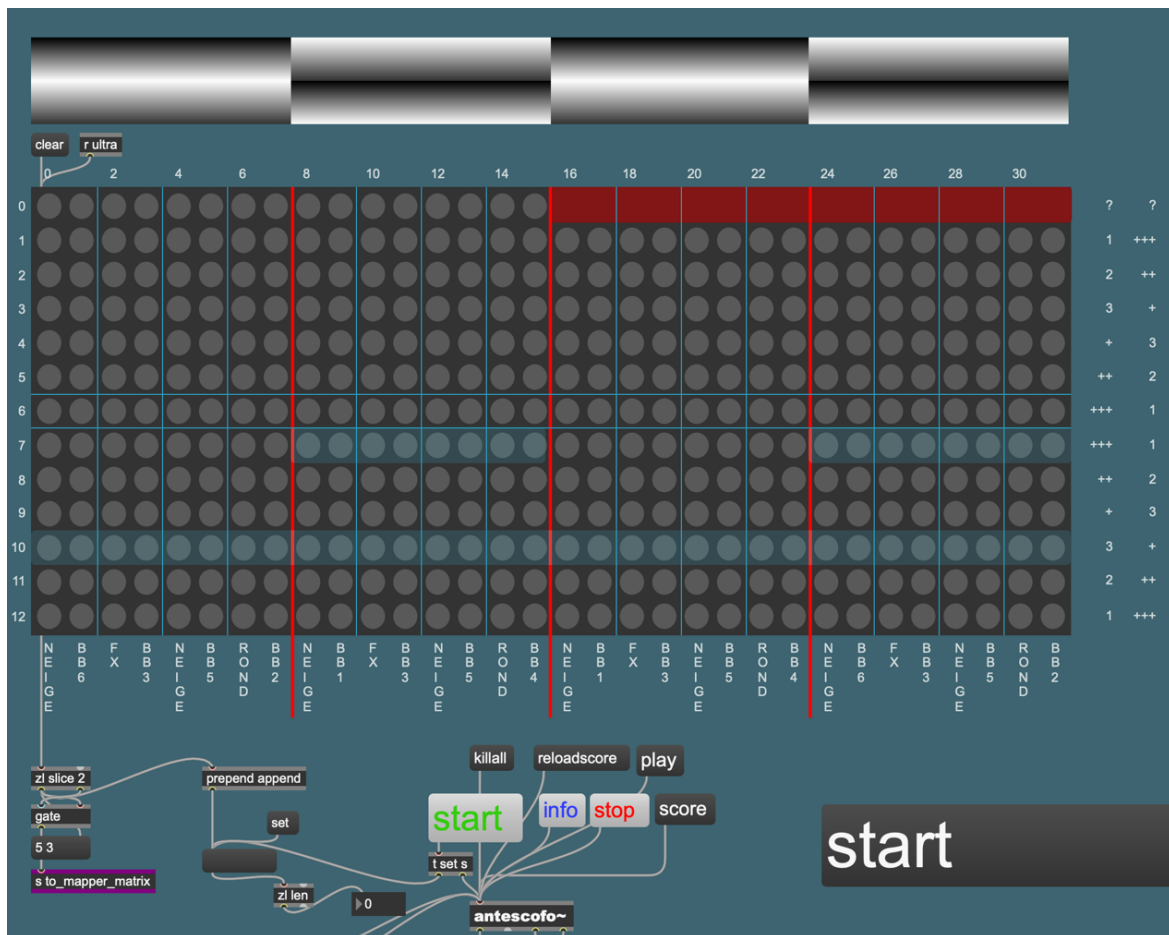 clear
r ultra
0 2 4 6 8 10 12 14 16 18 20 22 24 26 28 30
0 ? ?
1 1 +++
2 2 ++
3 3 +
4 + 3
5 ++ 2
6 +++ 1
7 +++ 1
8 ++ 2
9 + 3
10 3 +
11 2 ++
12 1 +++
NEIGE BB6 FX BB3 NEIGE BB5 ROND BB2 NEIGE BB1 FX BB3 NEIGE BB5 ROND BB4 NEIGE BB1 FX BB3 NEIGE BB5 ROND BB4 NEIGE BB6 FX BB3 NEIGE BB5 ROND BB2
killall
reloadscore
play
zl slice 2
prepend append
start
info
stop
score
gate
set
5 3
start
t set s
s to_mapper_matrix
zl len
0
antescofo~